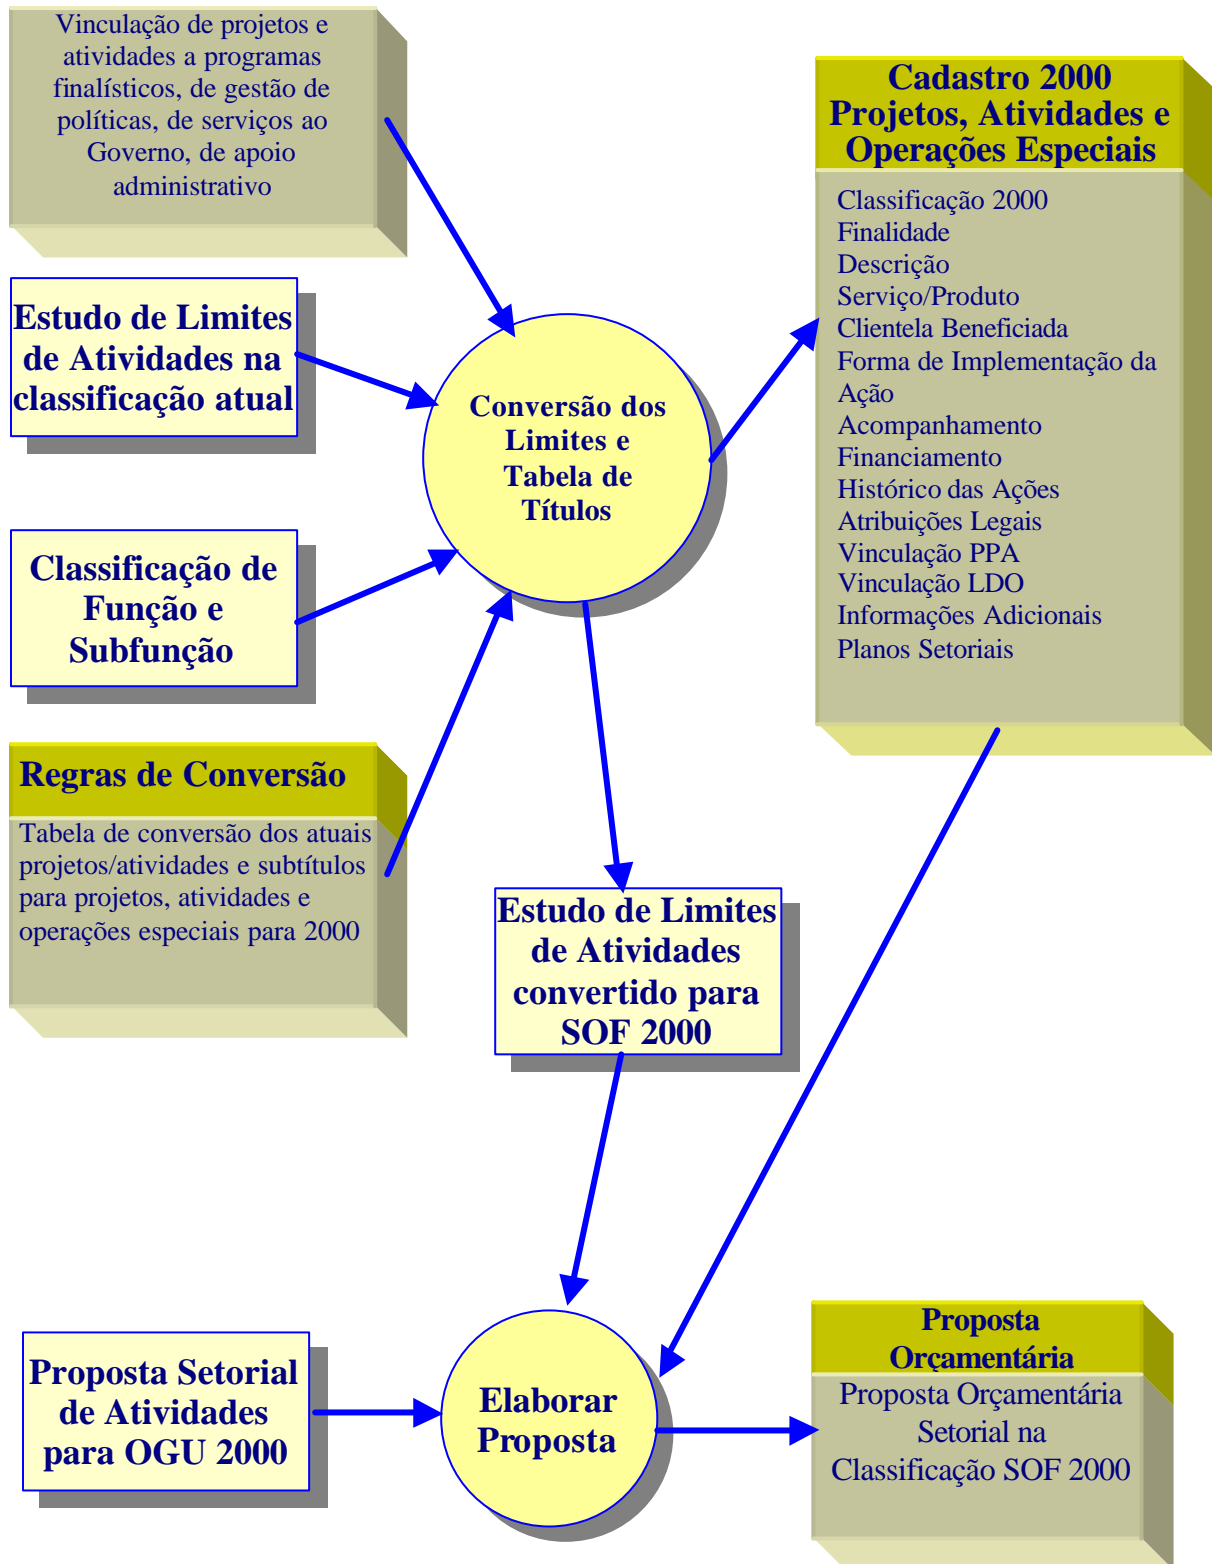 Vinculação de projetos e
atividades a programas
finalísticos, de gestão de
políticas, de serviços ao
Governo, de apoio
administrativo
Estudo de Limites
de Atividades na
classificação atual
Classificação de
Função e
Subfunção
Regras de Conversão
Tabela de conversão dos atuais
projetos/atividades e subtítulos
para projetos, atividades e
operações especiais para 2000
Conversão dos
Limites e
Tabela de
Títulos
Cadastro 2000
Projetos, Atividades e
Operações Especiais
Classificação 2000
Finalidade
Descrição
Serviço/Produto
Clientela Beneficiada
Forma de Implementação da
Ação
Acompanhamento
Financiamento
Histórico das Ações
Atribuições Legais
Vinculação PPA
Vinculação LDO
Informações Adicionais
Planos Setoriais
Estudo de Limites
de Atividades
convertido para
SOF 2000
Proposta Setorial
de Atividades
para OGU 2000
Elaborar
Proposta
Proposta
Orçamentária
Proposta Orçamentária
Setorial na
Classificação SOF 2000